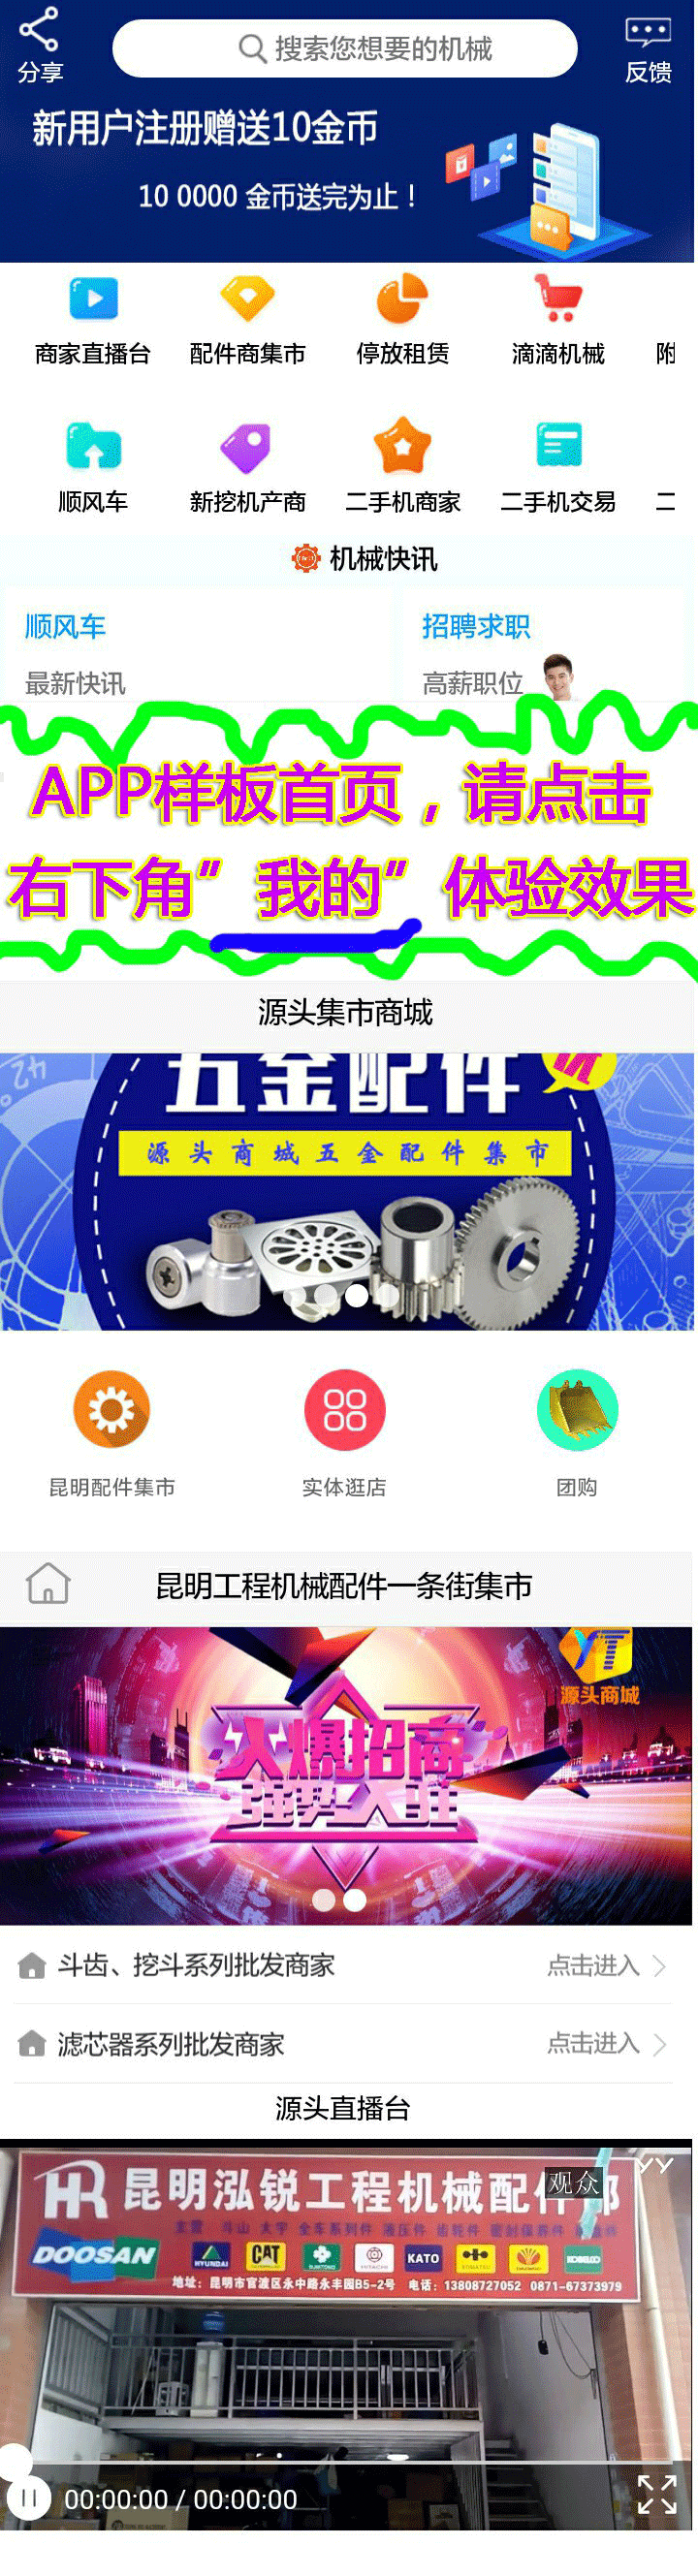 搜索您想要的机械
分享
反馈
新用户注册赠送10金币
10 0000 金币送完为止！
商家直播台 配件商集市 停放租赁 滴滴机械 附
顺风车 新挖机产商 二手机商家 二手机交易 二
机械快讯
顺风车 招聘求职
最新快讯 高薪职位
APP样板首页，请点击
右下角”我的”体验效果
源头集市商城
五金配件
源头商城五金配件集市
昆明配件集市 实体逛店 团购
昆明工程机械配件一条街集市
YT
源头商城
火爆招商
强势入驻
斗齿、挖斗系列批发商家 点击进入
滤芯器系列批发商家 点击进入
源头直播台
观众
YY
HR 昆明泓锐工程机械配件部
DOOSAN HYUNDAI CAT SUMITOMO HITACHI KATO KOMATSU KOBELCO
地址：昆明市官渡区永中路永丰园B5-2号 电话：13808727052 0871-67373979
00:00:00 / 00:00:00